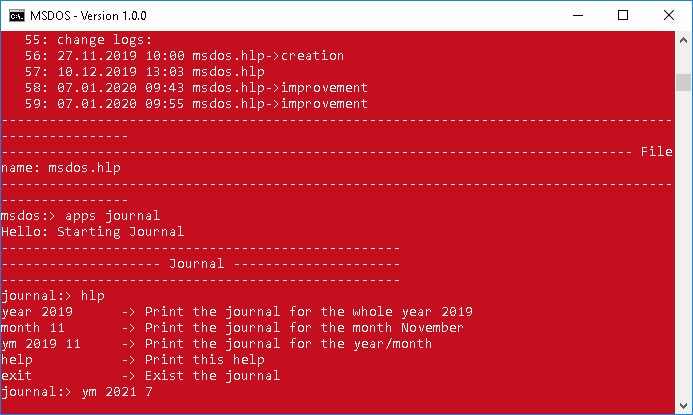 MSDOS - Version 1.0.0
55: change logs:
56: 27.11.2019 10:00 msdos.hlp->creation
57: 10.12.2019 13:03 msdos.hlp
58: 07.01.2020 09:43 msdos.hlp->improvement
59: 07.01.2020 09:55 msdos.hlp->improvement
------------------------------------------------------------------------------------
----------------
------------------------------------------------------------------------------- File
name: msdos.hlp
------------------------------------------------------------------------------------
----------------
msdos:> apps journal
Hello: Starting Journal
--------------------------------------------------
-------------------- Journal ---------------------
--------------------------------------------------
journal:> hlp
year 2019      -> Print the journal for the whole year 2019
month 11       -> Print the journal for the month November
ym 2019 11     -> Print the journal for the year/month
help           -> Print this help
exit           -> Exist the journal
journal:> ym 2021 7